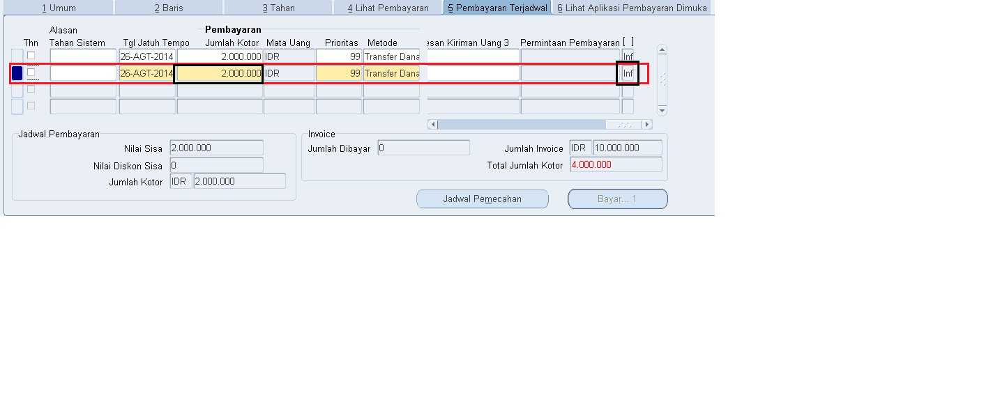 1 Umum 2 Baris 3 Tahan 4 Lihat Pembayaran 5 Pembayaran Terjadwal 6 Lihat Aplikasi Pembayaran Dimuka
Alasan Pembayaran
Thn Tahan Sistem Tgl Jatuh Tempo Jumlah Kotor Mata Uang Prioritas Metode esan Kiriman Uang 3 Permintaan Pembayaran [ ]
26-AGT-2014 2.000.000 IDR 99 Transfer Dana Inf
26-AGT-2014 2.000.000 IDR 99 Transfer Dana Inf
Jadwal Pembayaran Invoice
Nilai Sisa 2.000.000 Jumlah Dibayar 0 Jumlah Invoice IDR 10.000.000
Nilai Diskon Sisa 0 Total Jumlah Kotor 4.000.000
Jumlah Kotor IDR 2.000.000
Jadwal Pemecahan Bayar... 1